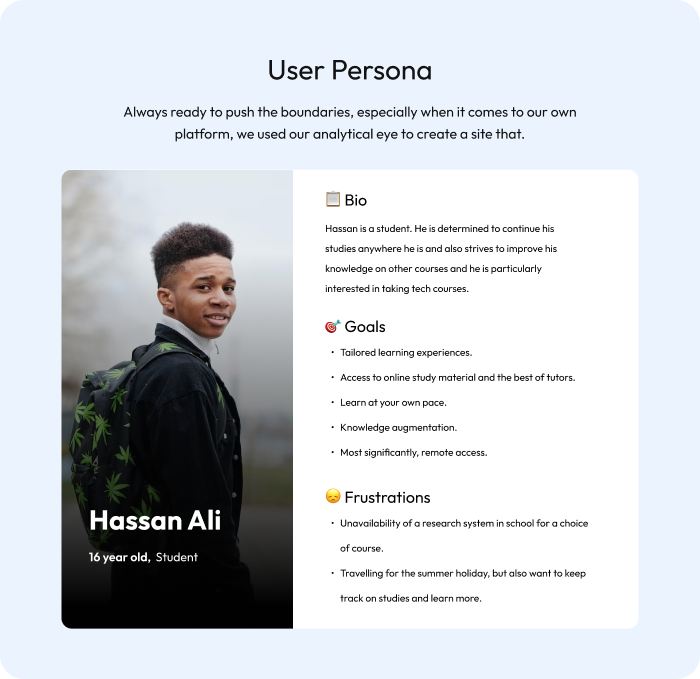 User Persona
Always ready to push the boundaries, especially when it comes to our own
platform, we used our analytical eye to create a site that.
Hassan Ali
16 year old, Student
Bio
Hassan is a student. He is determined to continue his
studies anywhere he is and also strives to improve his
knowledge on other courses and he is particularly
interested in taking tech courses.
Goals
• Tailored learning experiences.
• Access to online study material and the best of tutors.
• Learn at your own pace.
• Knowledge augmentation.
• Most significantly, remote access.
Frustrations
• Unavailability of a research system in school for a choice
of course.
• Travelling for the summer holiday, but also want to keep
track on studies and learn more.